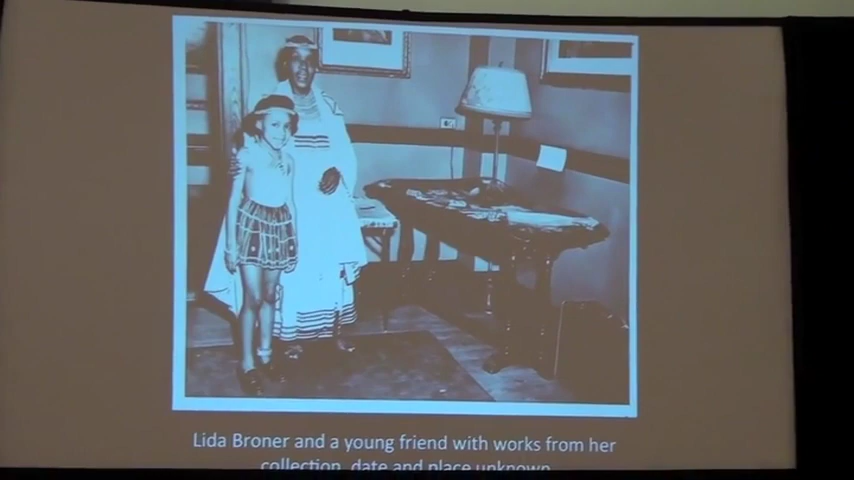 Lida Broner and a young friend with works from her
collection, date and place unknown